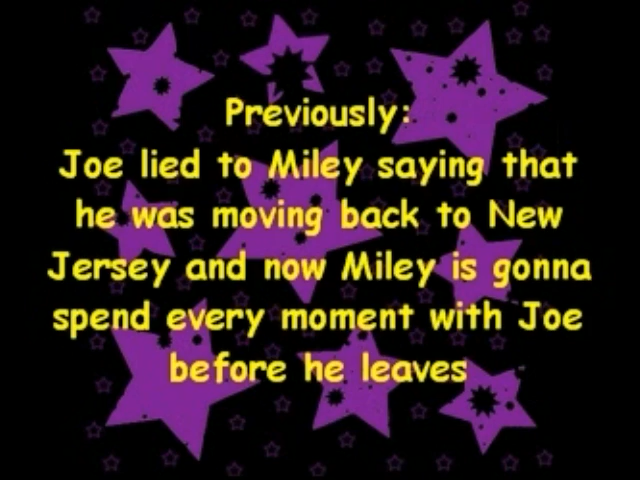 Previously:
Joe lied to Miley saying that
he was moving back to New
Jersey and now Miley is gonna
spend every moment with Joe
before he leaves